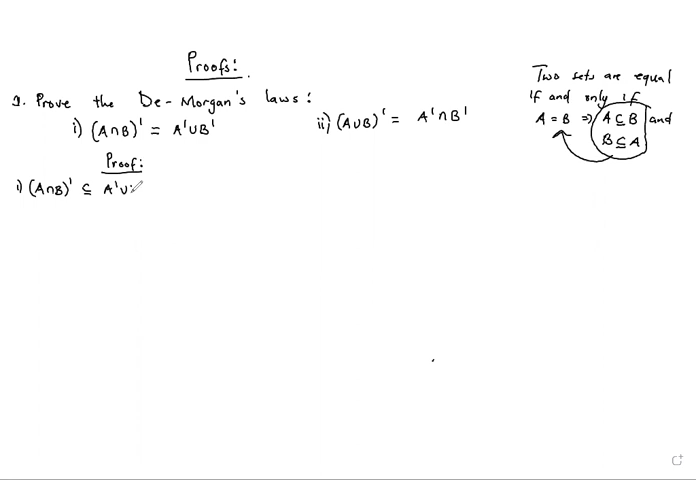 Proofs:
1. Prove the De-Morgan's laws:
i) (A∩B)' = A'∪B'
ii) (A∪B)' = A'∩B'
Proof:
i) (A∩B)' ⊆ A'∪
Two sets are equal
if and only if
A = B ⇒ A ⊆ B and
B ⊆ A